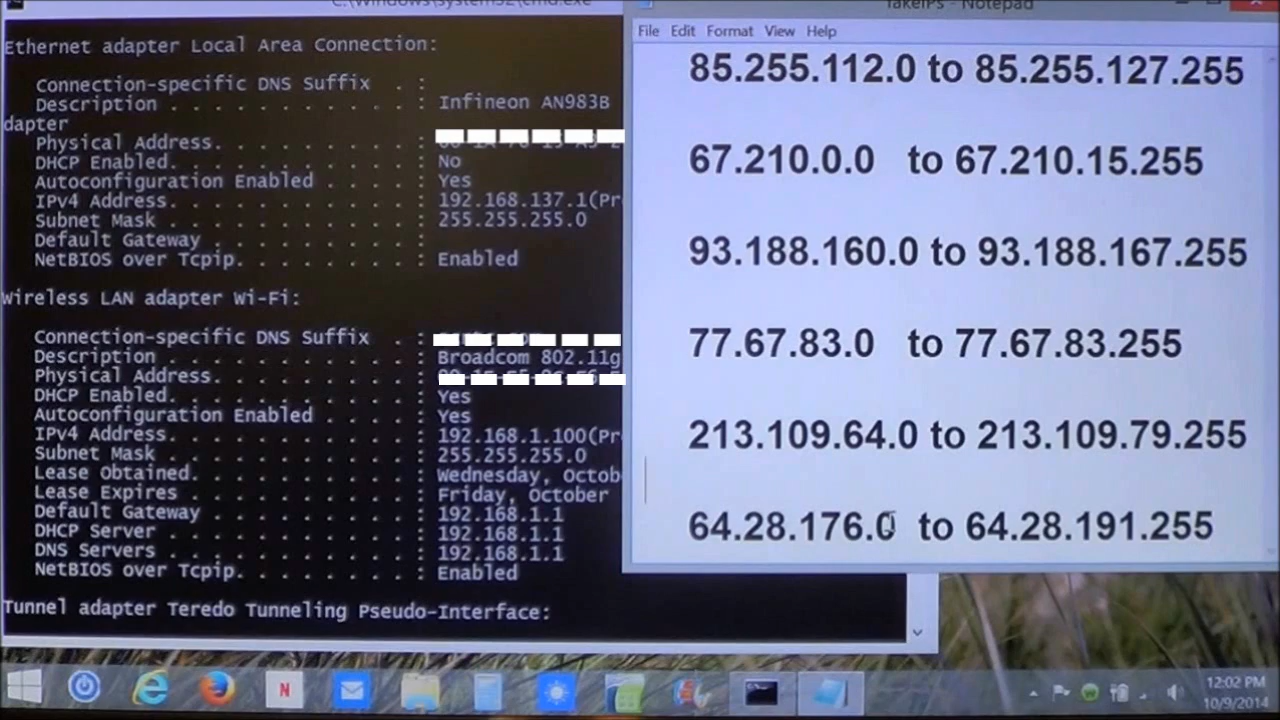 C:\Windows\system32\cmd.exe
Ethernet adapter Local Area Connection:
Connection-specific DNS Suffix . :
Description . . . . . . . . . . . : Infineon AN983B
dapter
Physical Address. . . . . . . . . :
DHCP Enabled. . . . . . . . . . . : No
Autoconfiguration Enabled . . . . : Yes
IPv4 Address. . . . . . . . . . . : 192.168.137.1(Pr
Subnet Mask . . . . . . . . . . . : 255.255.255.0
Default Gateway . . . . . . . . . :
NetBIOS over Tcpip. . . . . . . . : Enabled
Wireless LAN adapter Wi-Fi:
Connection-specific DNS Suffix . :
Description . . . . . . . . . . . : Broadcom 802.11g
Physical Address. . . . . . . . . :
DHCP Enabled. . . . . . . . . . . : Yes
Autoconfiguration Enabled . . . . : Yes
IPv4 Address. . . . . . . . . . . : 192.168.1.100(Pr
Subnet Mask . . . . . . . . . . . : 255.255.255.0
Lease Obtained. . . . . . . . . . : Wednesday, Octob
Lease Expires . . . . . . . . . . : Friday, October
Default Gateway . . . . . . . . . : 192.168.1.1
DHCP Server . . . . . . . . . . . : 192.168.1.1
DNS Servers . . . . . . . . . . . : 192.168.1.1
NetBIOS over Tcpip. . . . . . . . : Enabled
Tunnel adapter Teredo Tunneling Pseudo-Interface:
fakeIPs - Notepad
File Edit Format View Help
85.255.112.0 to 85.255.127.255
67.210.0.0 to 67.210.15.255
93.188.160.0 to 93.188.167.255
77.67.83.0 to 77.67.83.255
213.109.64.0 to 213.109.79.255
64.28.176.0 to 64.28.191.255
N
12:02 PM
10/9/2014